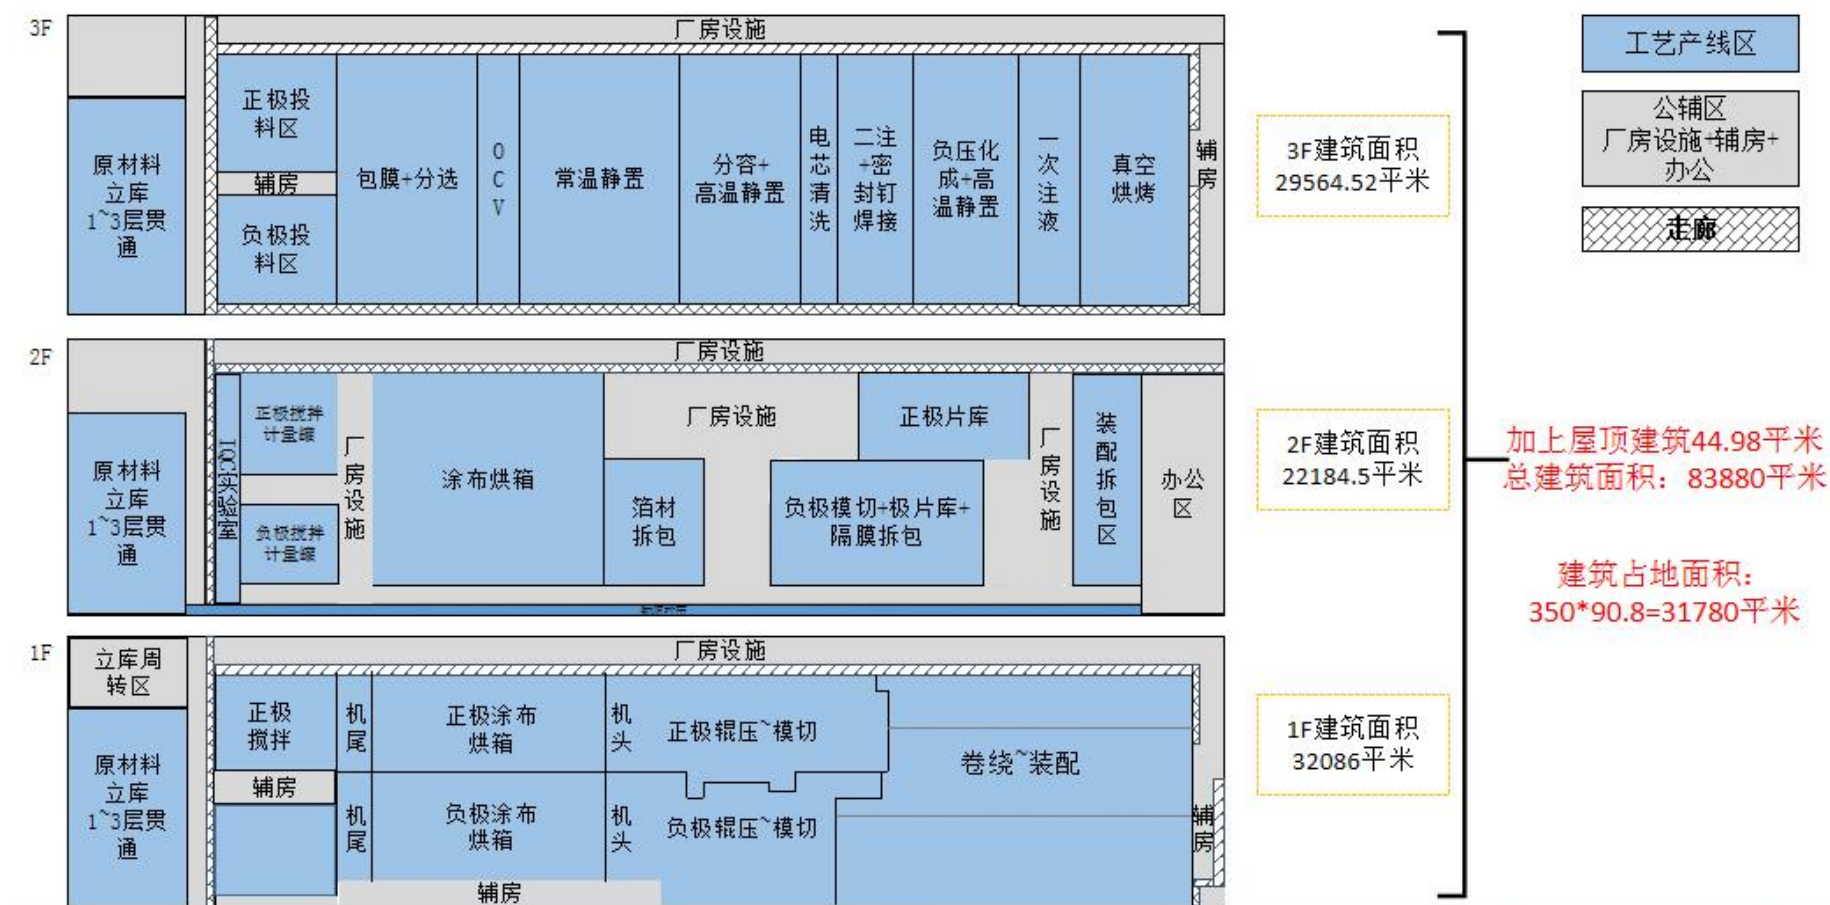 3F
厂房设施
正极投
料区
辅房
负极投
料区
原材料
立库
1~3层贯
通
包膜+分选
O
C
V
常温静置
分容+
高温静置
电
芯
清
洗
二注
+密
封钉
焊接
负压化
成+高
温静置
一
次
注
液
真空
烘烤
辅
房
3F建筑面积
29564.52平米
工艺产线区
公辅区
厂房设施+辅房+
办公
走廊
2F
厂房设施
原材料
立库
1~3层贯
通
IQC实验室
正极搅拌
计量罐
负极搅拌
计量罐
厂
房
设
施
涂布烘箱
厂房设施
箔材
拆包
正极片库
负极模切+极片库+
隔膜拆包
厂
房
设
施
装
配
拆
包
区
办公
区
2F建筑面积
22184.5平米
加上屋顶建筑44.98平米
总建筑面积：83880平米
建筑占地面积：
350*90.8=31780平米
1F
立库周
转区
原材料
立库
1~3层贯
通
厂房设施
正极
搅拌
辅房
机
尾
正极涂布
烘箱
机
头
正极辊压~模切
机
尾
负极涂布
烘箱
机
头
负极辊压~模切
卷绕~装配
辅房
辅
房
1F建筑面积
32086平米